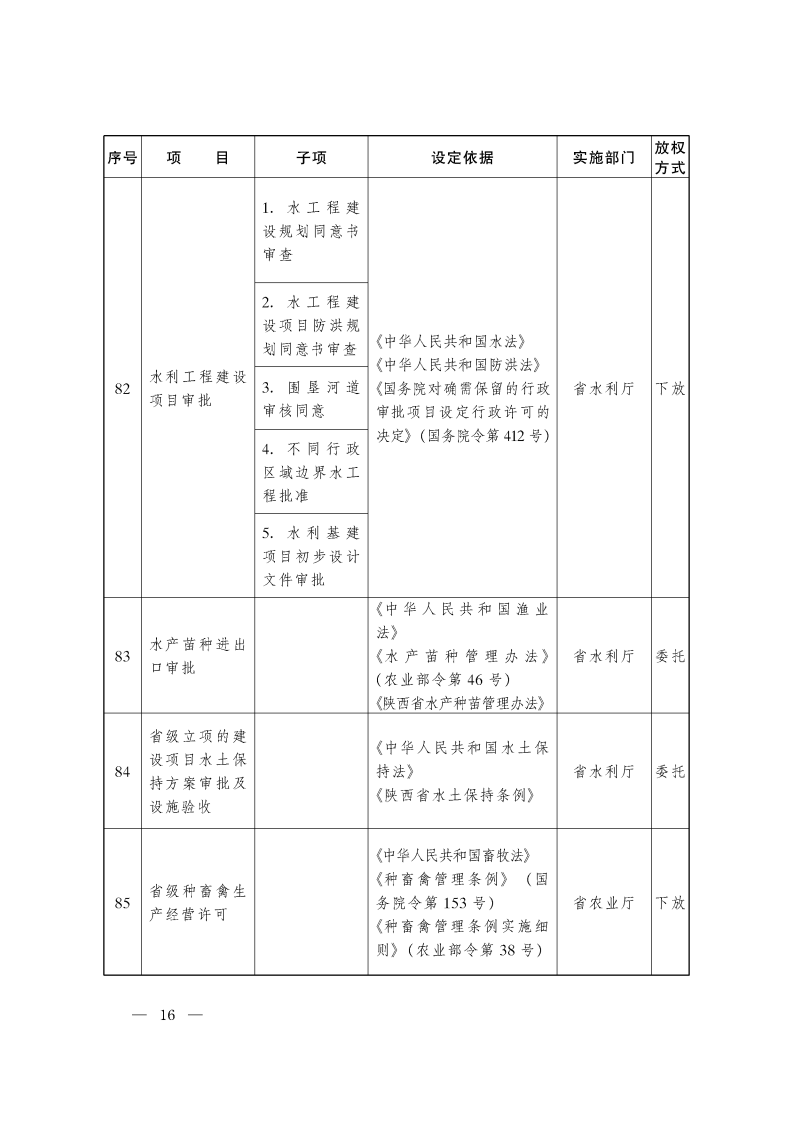 序号
项 目
子项
设定依据
实施部门
放权
方式
82
水利工程建设
项目审批
1. 水工程建
设规划同意书
审查
2. 水工程建
设项目防洪规
划同意书审查
3. 围垦河道
审核同意
4. 不同行政
区域边界水工
程批准
5. 水利基建
项目初步设计
文件审批
《中华人民共和国水法》
《中华人民共和国防洪法》
《国务院对确需保留的行政
审批项目设定行政许可的
决定》（国务院令第 412 号）
省水利厅
下放
83
水产苗种进出
口审批
《中华人民共和国渔业
法》
《水产苗种管理办法》
（农业部令第 46 号）
《陕西省水产种苗管理办法》
省水利厅
委托
84
省级立项的建
设项目水土保
持方案审批及
设施验收
《中华人民共和国水土保
持法》
《陕西省水土保持条例》
省水利厅
委托
85
省级种畜禽生
产经营许可
《中华人民共和国畜牧法》
《种畜禽管理条例》（国
务院令第 153 号）
《种畜禽管理条例实施细
则》（农业部令第 38 号）
省农业厅
下放
— 16 —